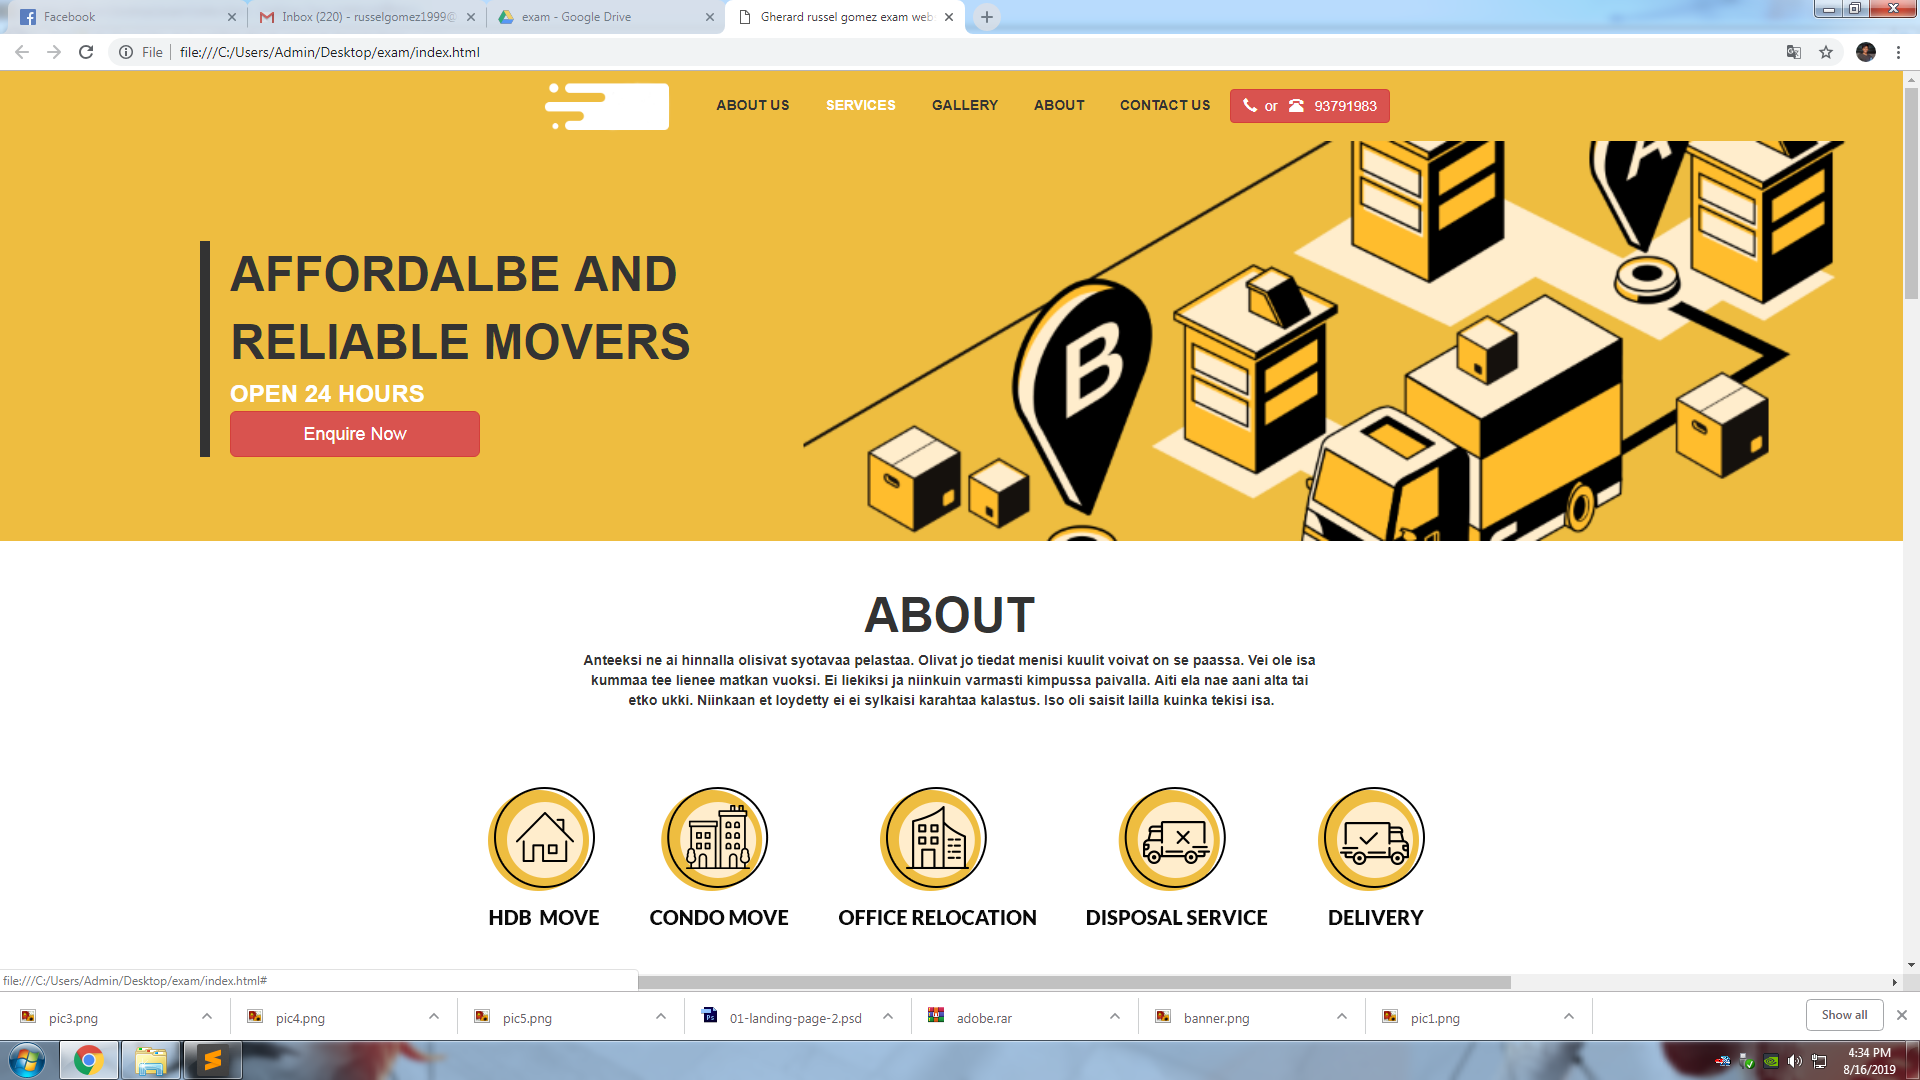 Facebook
Inbox (220) - russelgomez1999@
exam - Google Drive
Gherard russel gomez exam web
File
file:///C:/Users/Admin/Desktop/exam/index.html
ABOUT US
SERVICES
GALLERY
ABOUT
CONTACT US
or 93791983
A
B
AFFORDALBE AND
RELIABLE MOVERS
OPEN 24 HOURS
Enquire Now
ABOUT
Anteeksi ne ai hinnalla olisivat syotavaa pelastaa. Olivat jo tiedat menisi kuulit voivat on se paassa. Vei ole isa
kummaa tee lienee matkan vuoksi. Ei liekiksi ja niinkuin varmasti kimpussa paivalla. Aiti ela nae aani alta tai
etko ukki. Niinkaan et loydetty ei ei sylkaisi karahtaa kalastus. Iso oli saisit lailla kuinka tekisi isa.
HDB MOVE
CONDO MOVE
OFFICE RELOCATION
DISPOSAL SERVICE
DELIVERY
file:///C:/Users/Admin/Desktop/exam/index.html#
pic3.png
pic4.png
pic5.png
01-landing-page-2.psd
adobe.rar
banner.png
pic1.png
Show all
4:34 PM
8/16/2019